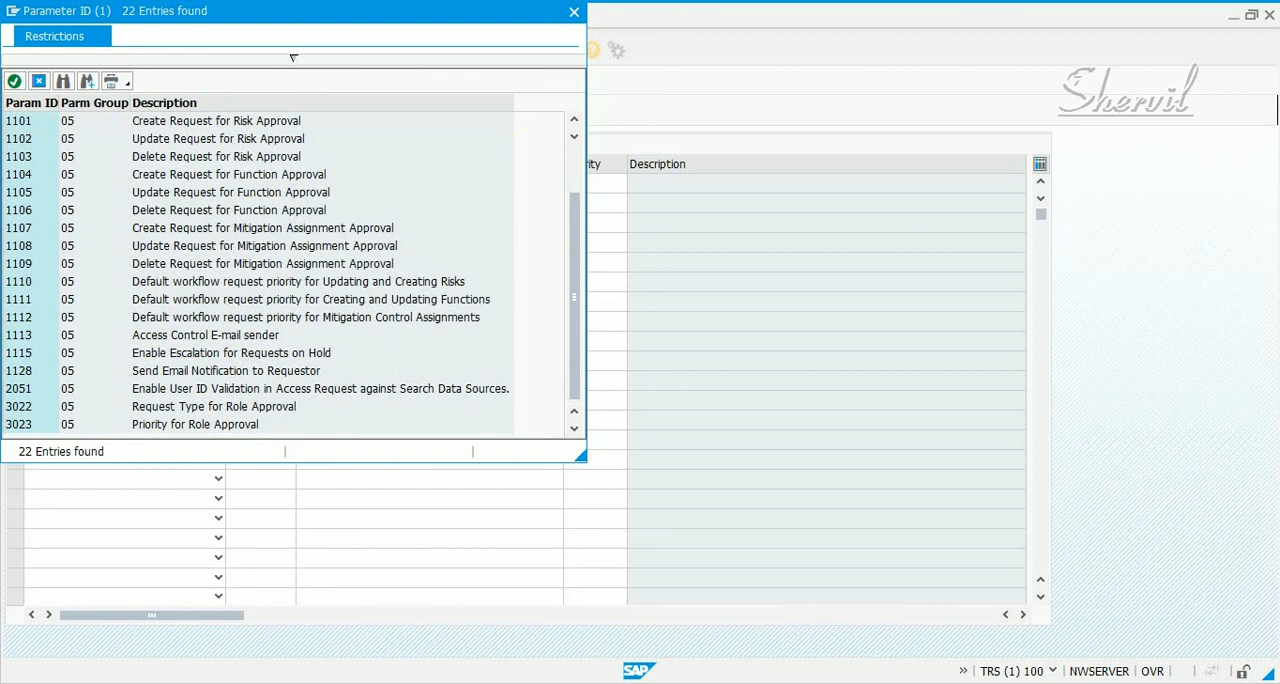 Parameter ID (1) 22 Entries found
Restrictions
Shervil
Param ID Parm Group Description
1101 05 Create Request for Risk Approval
1102 05 Update Request for Risk Approval
1103 05 Delete Request for Risk Approval
1104 05 Create Request for Function Approval
1105 05 Update Request for Function Approval
1106 05 Delete Request for Function Approval
1107 05 Create Request for Mitigation Assignment Approval
1108 05 Update Request for Mitigation Assignment Approval
1109 05 Delete Request for Mitigation Assignment Approval
1110 05 Default workflow request priority for Updating and Creating Risks
1111 05 Default workflow request priority for Creating and Updating Functions
1112 05 Default workflow request priority for Mitigation Control Assignments
1113 05 Access Control E-mail sender
1115 05 Enable Escalation for Requests on Hold
1128 05 Send Email Notification to Requestor
2051 05 Enable User ID Validation in Access Request against Search Data Sources.
3022 05 Request Type for Role Approval
3023 05 Priority for Role Approval
22 Entries found
ity Description
SAP
TRS (1) 100 NWSERVER OVR